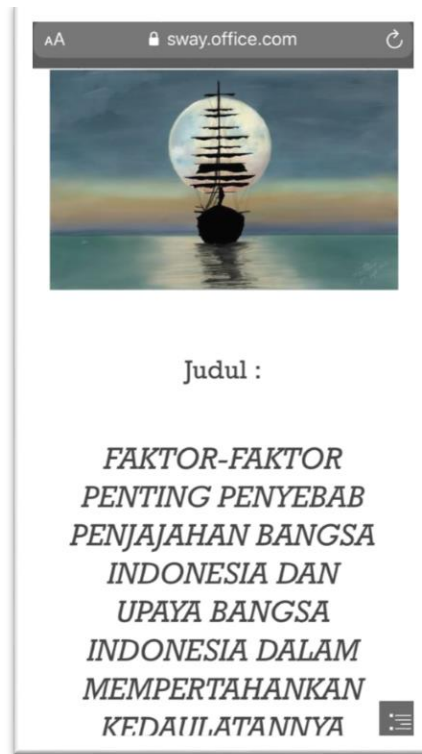 AA
sway.office.com
Judul :
FAKTOR-FAKTOR
PENTING PENYEBAB
PENJAJAHAN BANGSA
INDONESIA DAN
UPAYA BANGSA
INDONESIA DALAM
MEMPERTAHANKAN
KEDAULATANNYA